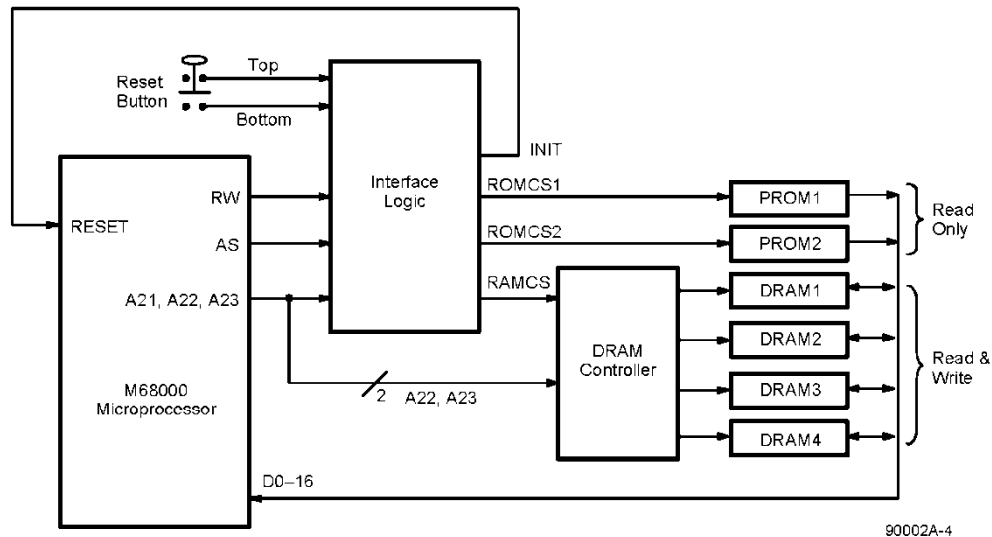 Top
Reset
Button
Bottom
INIT
Interface
Logic
RW
ROMCS1
PROM1
Read
Only
RESET
AS
ROMCS2
PROM2
A21, A22, A23
RAMCS
DRAM1
DRAM2
DRAM
Controller
Read &
Write
M68000
Microprocessor
2
A22, A23
DRAM3
DRAM4
D0–16
90002A-4